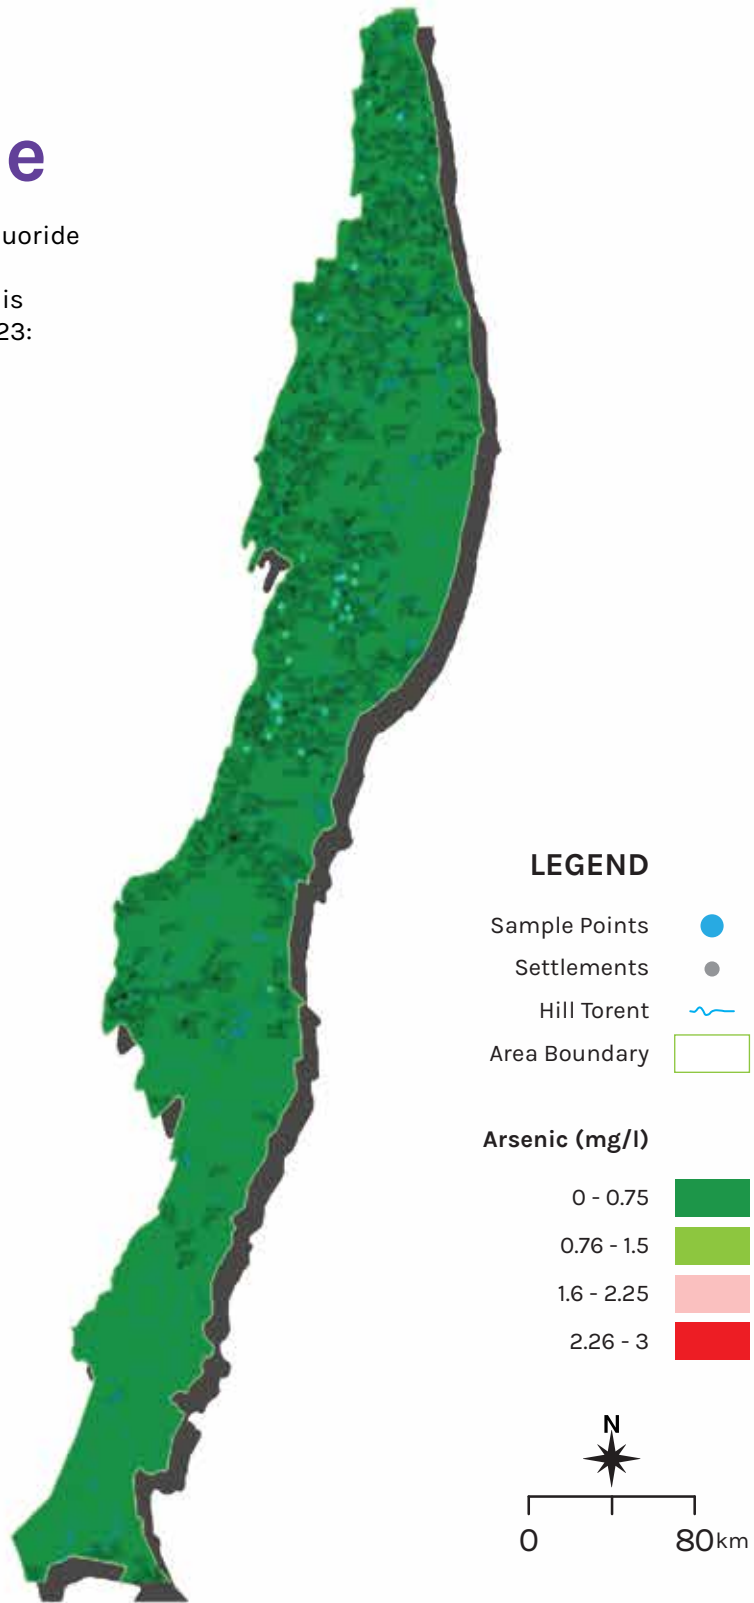 e
uoride
is
23:
LEGEND
Sample Points
Settlements
Hill Torent
Area Boundary
Arsenic (mg/l)
0 - 0.75
0.76 - 1.5
1.6 - 2.25
2.26 - 3
N
0 80km